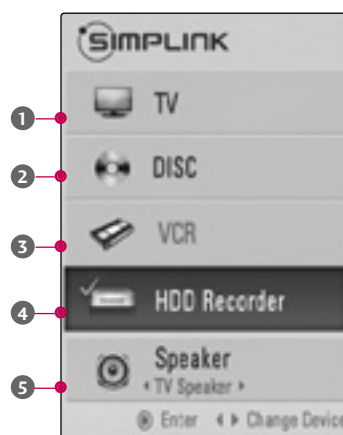 SIMPLINK
1 TV
2 DISC
3 VCR
4 HDD Recorder
5 Speaker
◂ TV Speaker ▸
◉ Enter ◂ ▸ Change Device